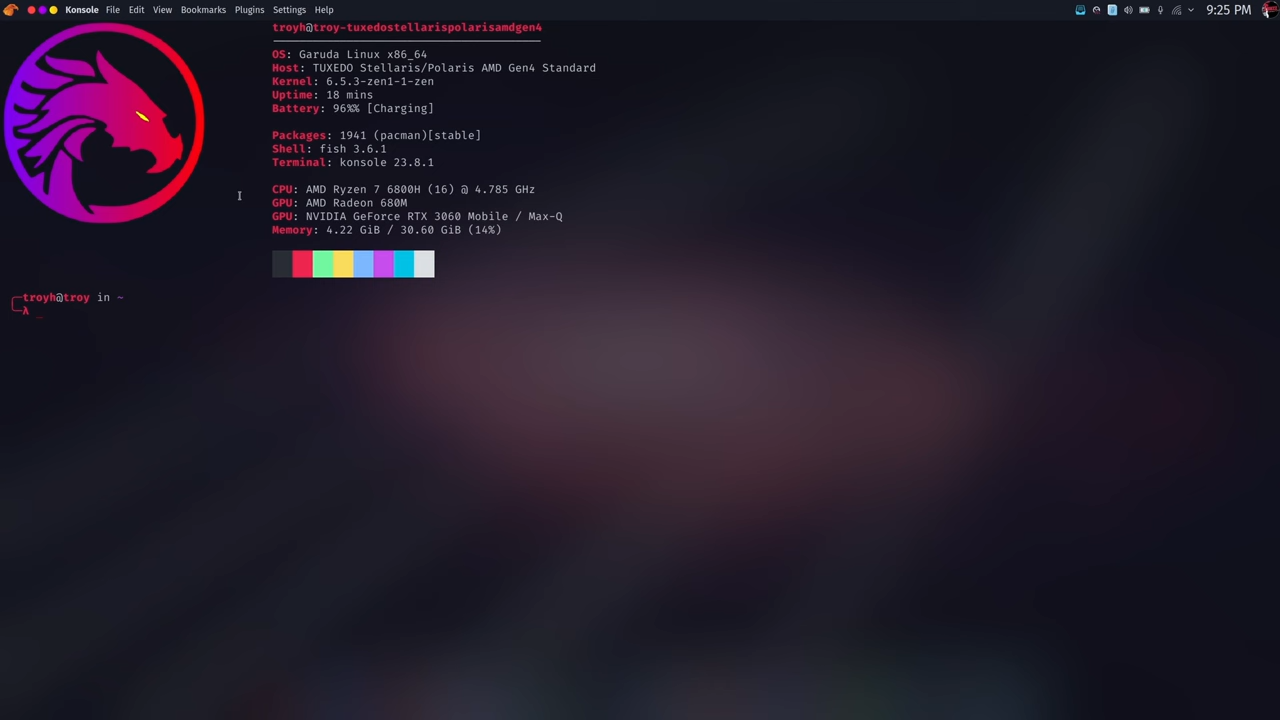 Konsole File Edit View Bookmarks Plugins Settings Help 9:25 PM
troyh@troy-tuxedostellarispolarisamdgen4
OS: Garuda Linux x86_64
Host: TUXEDO Stellaris/Polaris AMD Gen4 Standard
Kernel: 6.5.3-zen1-1-zen
Uptime: 18 mins
Battery: 96%% [Charging]
Packages: 1941 (pacman)[stable]
Shell: fish 3.6.1
Terminal: konsole 23.8.1
CPU: AMD Ryzen 7 6800H (16) @ 4.785 GHz
GPU: AMD Radeon 680M
GPU: NVIDIA GeForce RTX 3060 Mobile / Max-Q
Memory: 4.22 GiB / 30.60 GiB (14%)
╭─troyh@troy in ~
╰─λ _